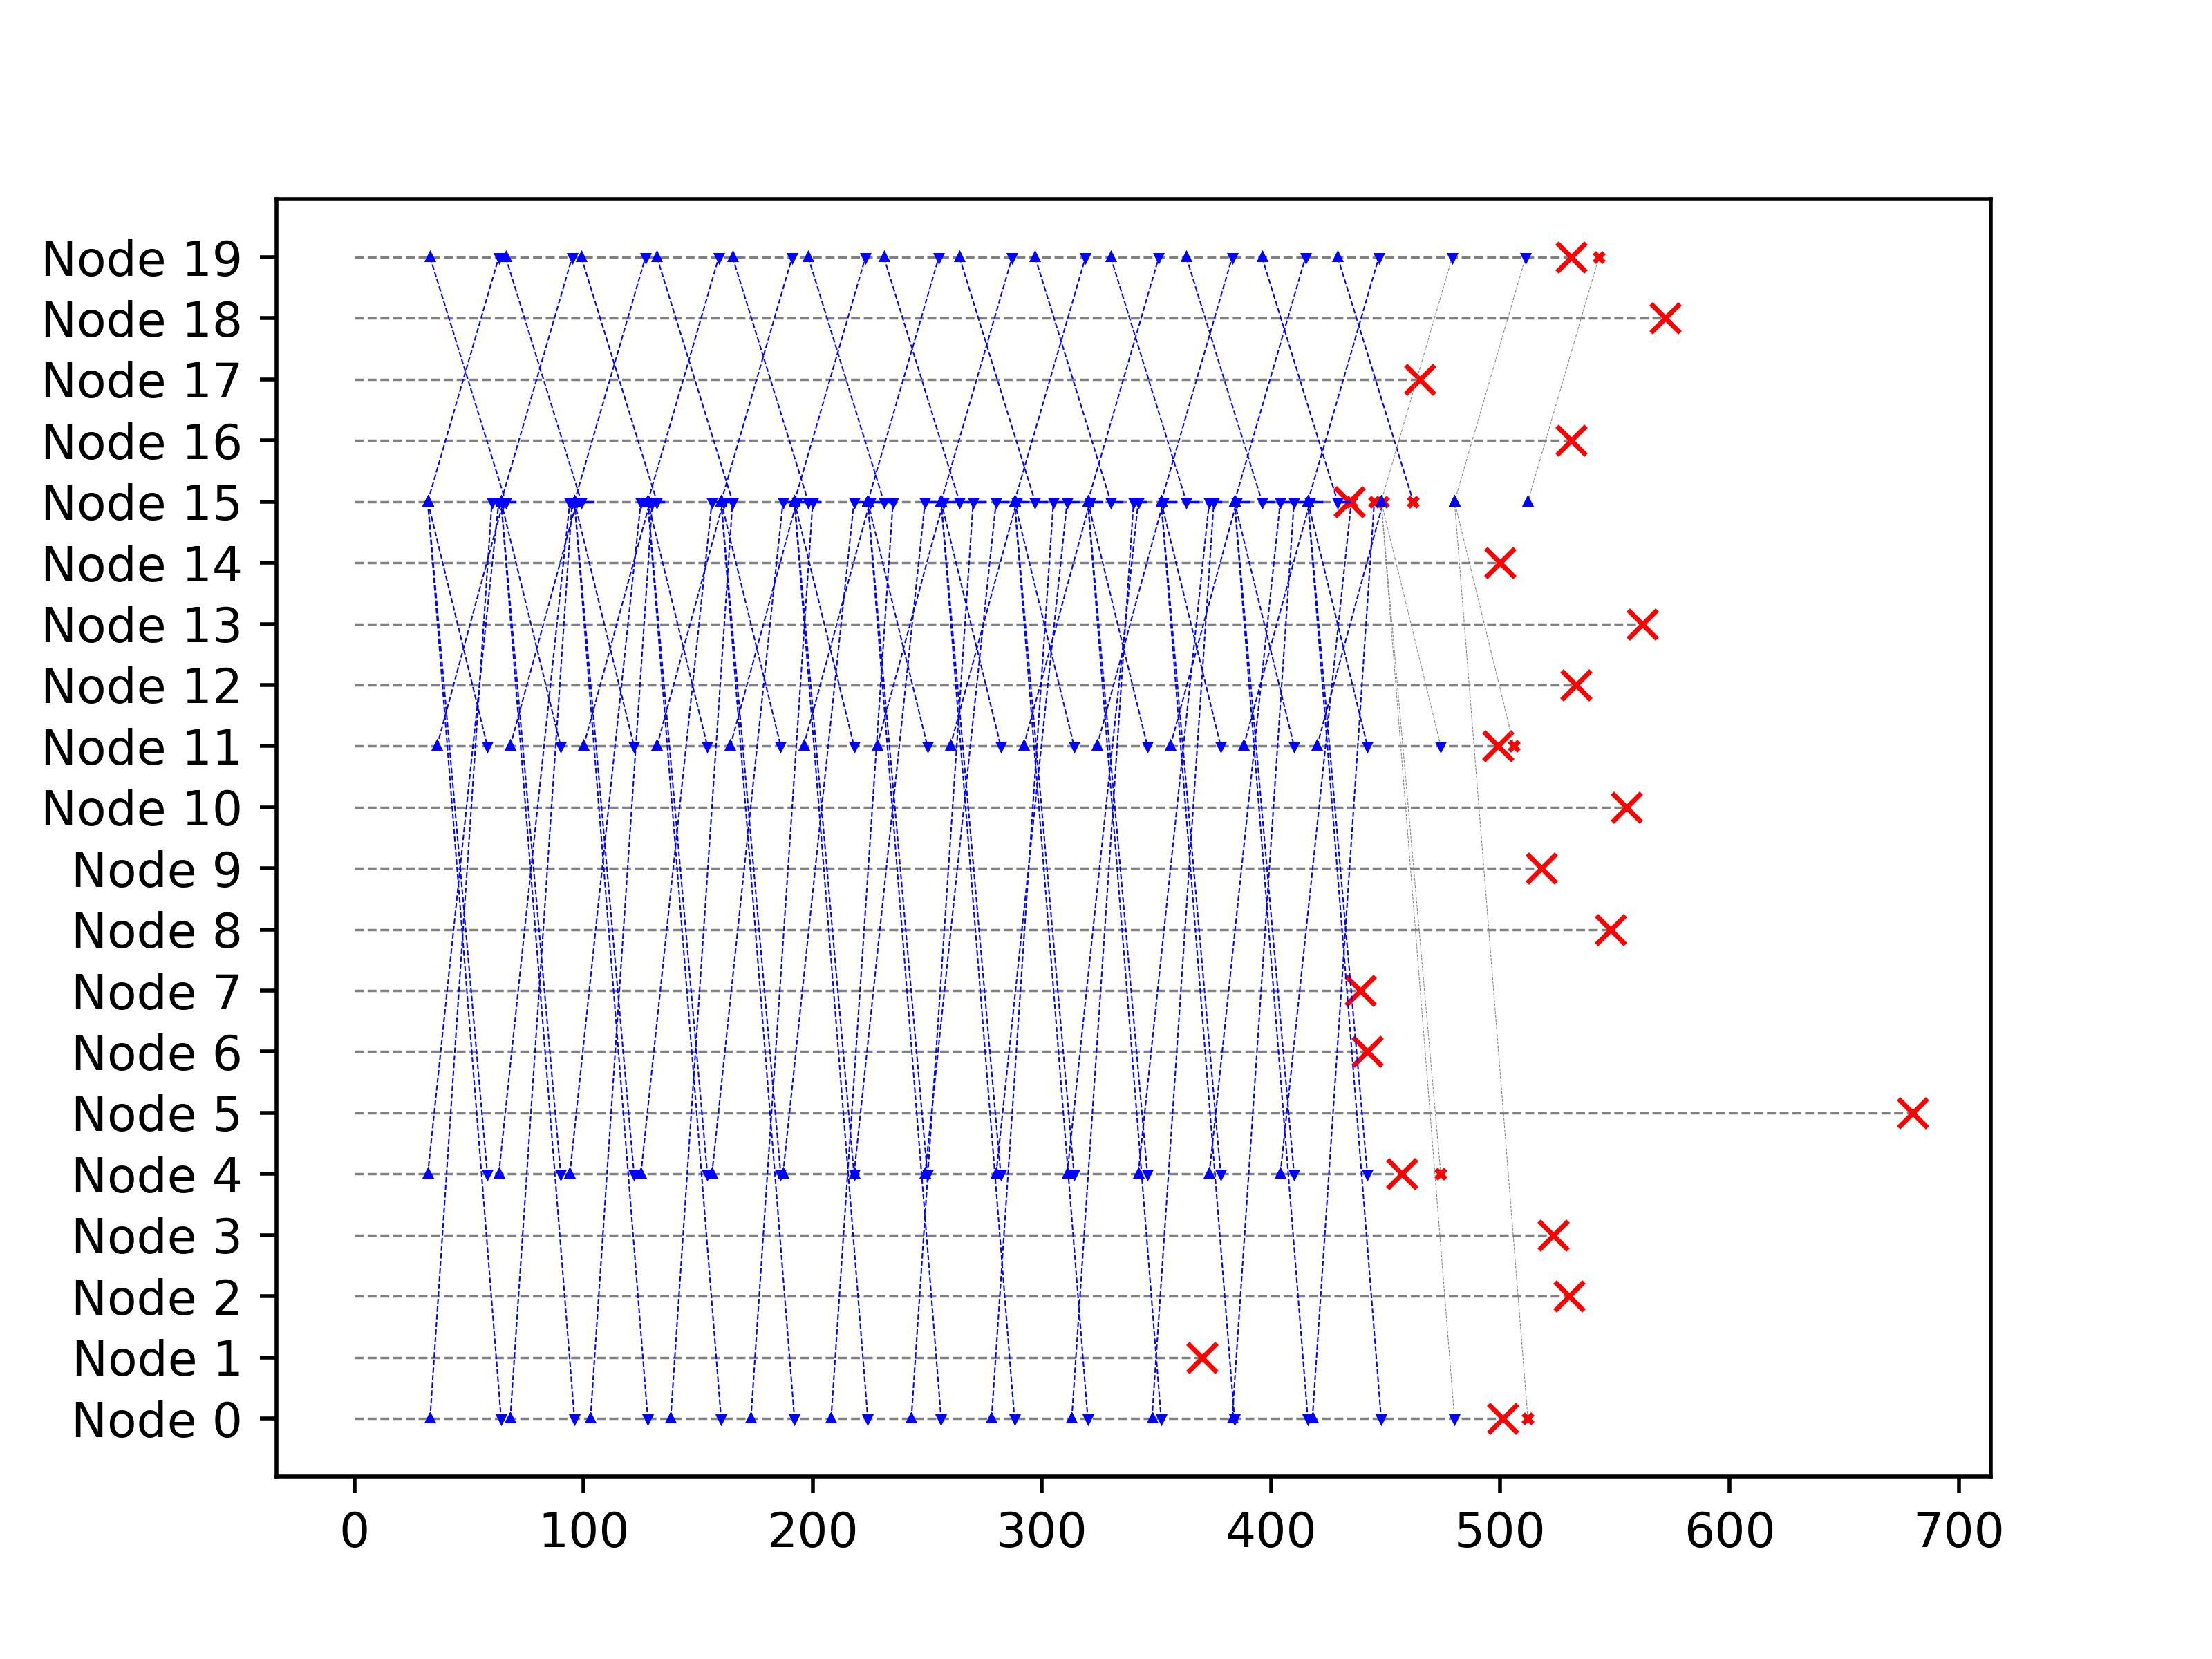 Node 19
Node 18
Node 17
Node 16
Node 15
Node 14
Node 13
Node 12
Node 11
Node 10
Node 9
Node 8
Node 7
Node 6
Node 5
Node 4
Node 3
Node 2
Node 1
Node 0
0 100 200 300 400 500 600 700